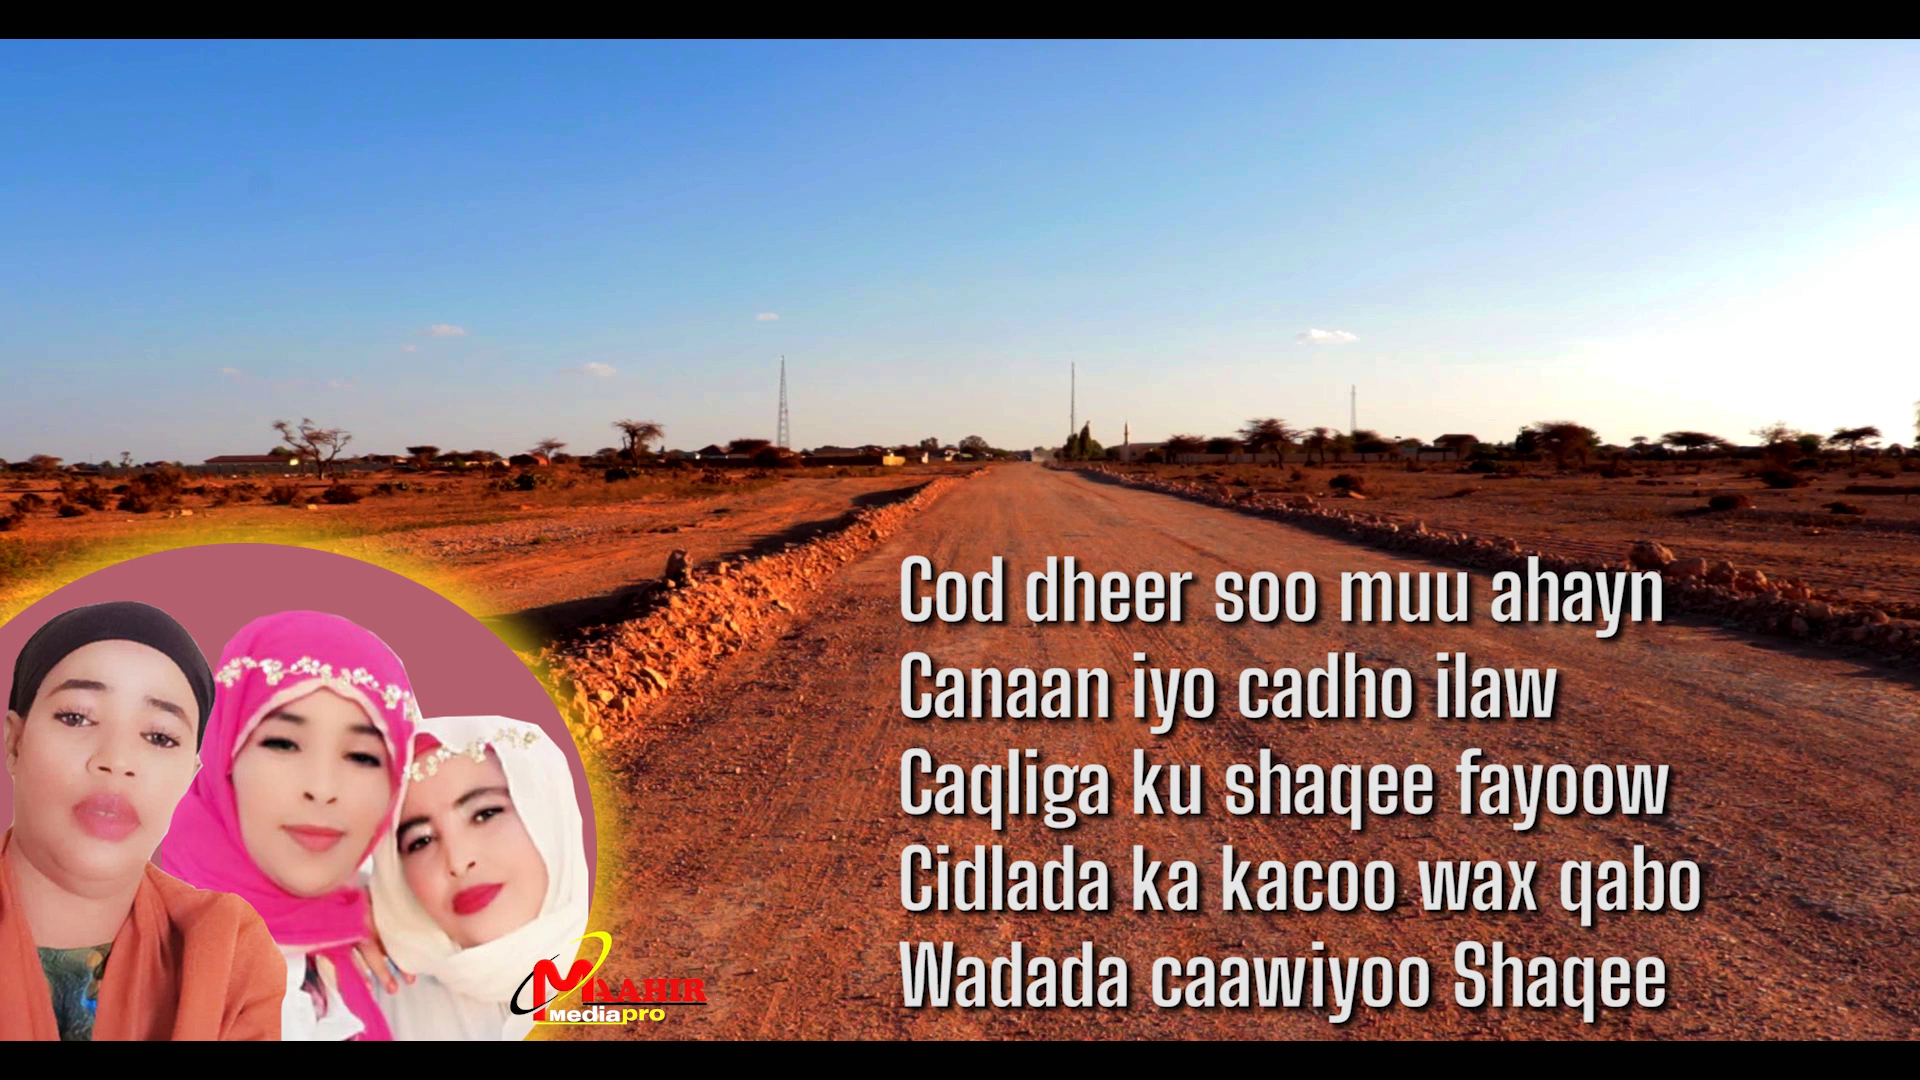 Cod dheer soo muu ahayn
Canaan iyo cadho ilaw
Caqliga ku shaqee fayoow
Cidlada ka kacoo wax qabo
Wadada caawiyoo Shaqee
MAAHIR
Mediapro